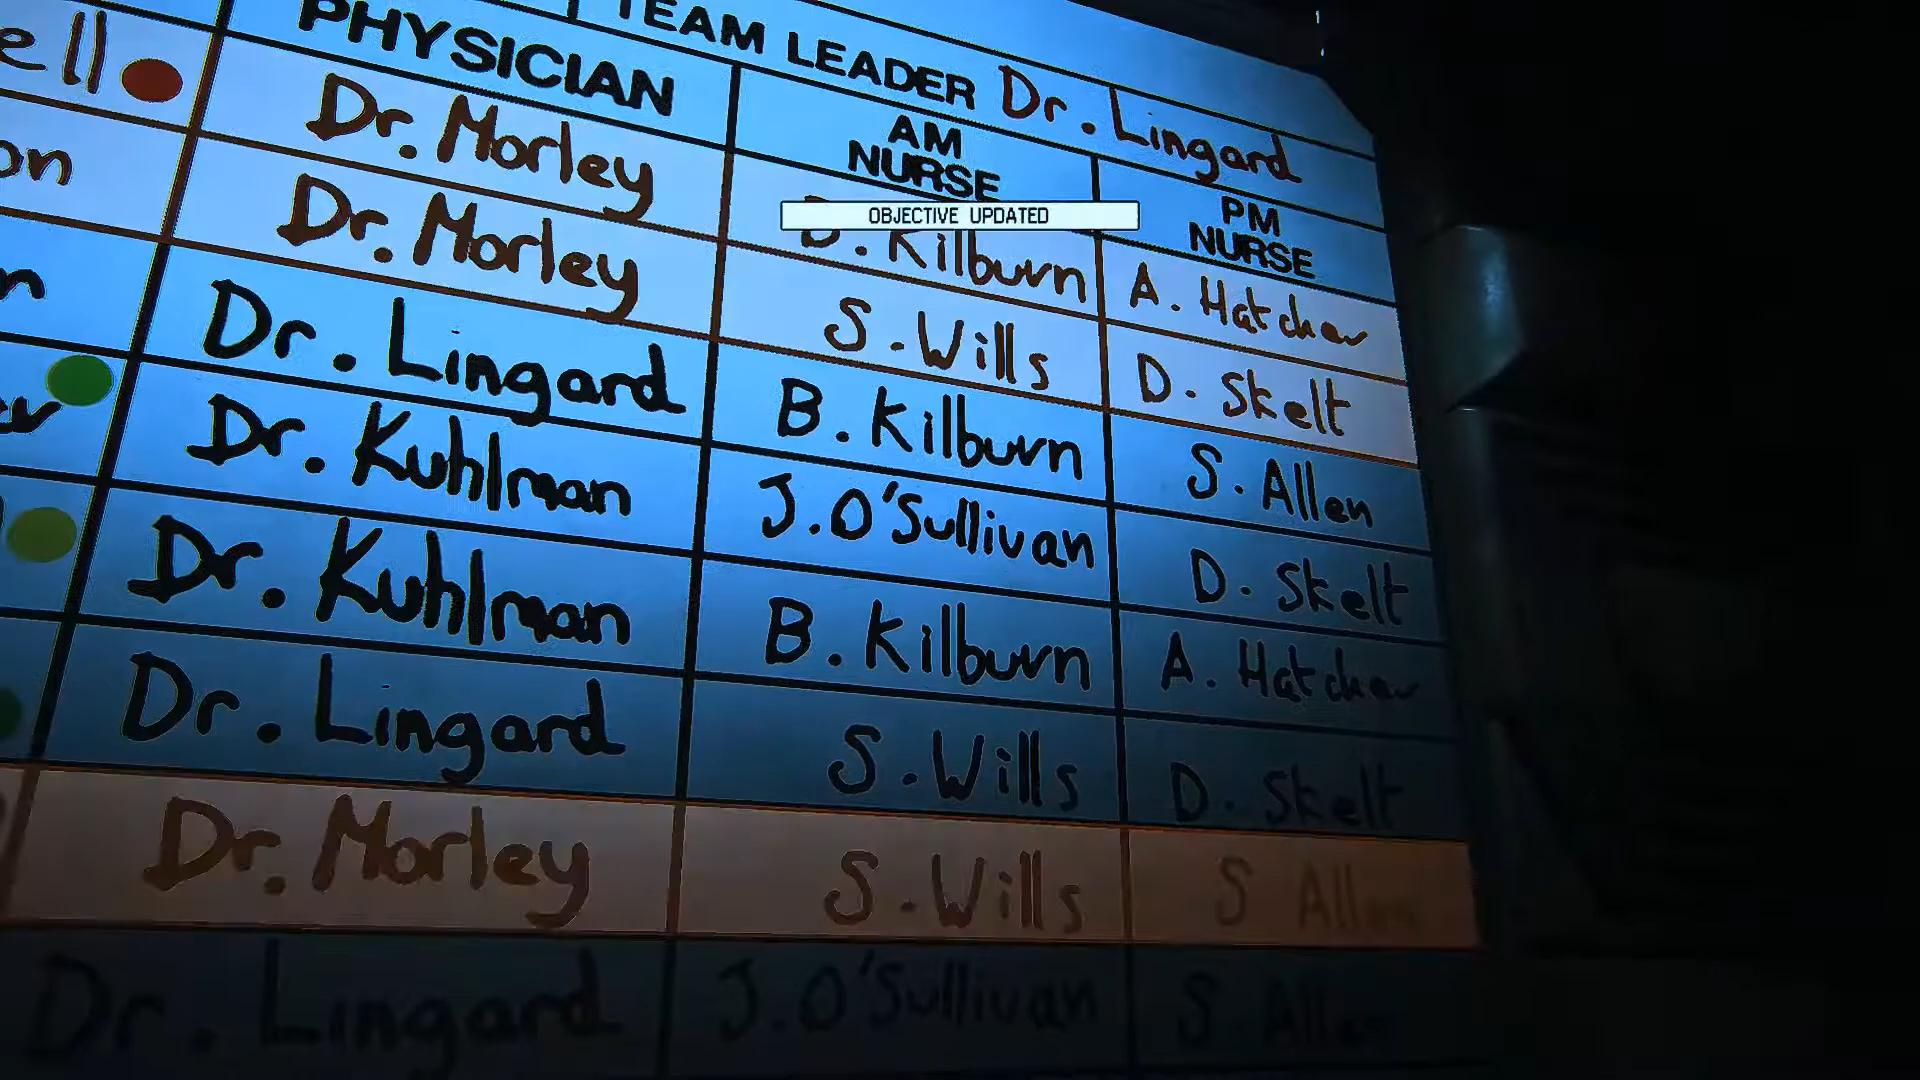 TEAM LEADER Dr. Lingard
PHYSICIAN AM NURSE PM NURSE
ell Dr. Morley B. Kilburn A. Hatcher
OBJECTIVE UPDATED
on Dr. Morley S. Wills D. Skelt
n Dr. Lingard B. Kilburn S. Allen
Dr. Kuhlman J. O'Sullivan D. Skelt
Dr. Kuhlman B. Kilburn A. Hatcher
Dr. Lingard S. Wills D. Skelt
Dr. Morley S. Wills S Allen
Dr. Lingard J. O'Sullivan S. Allen